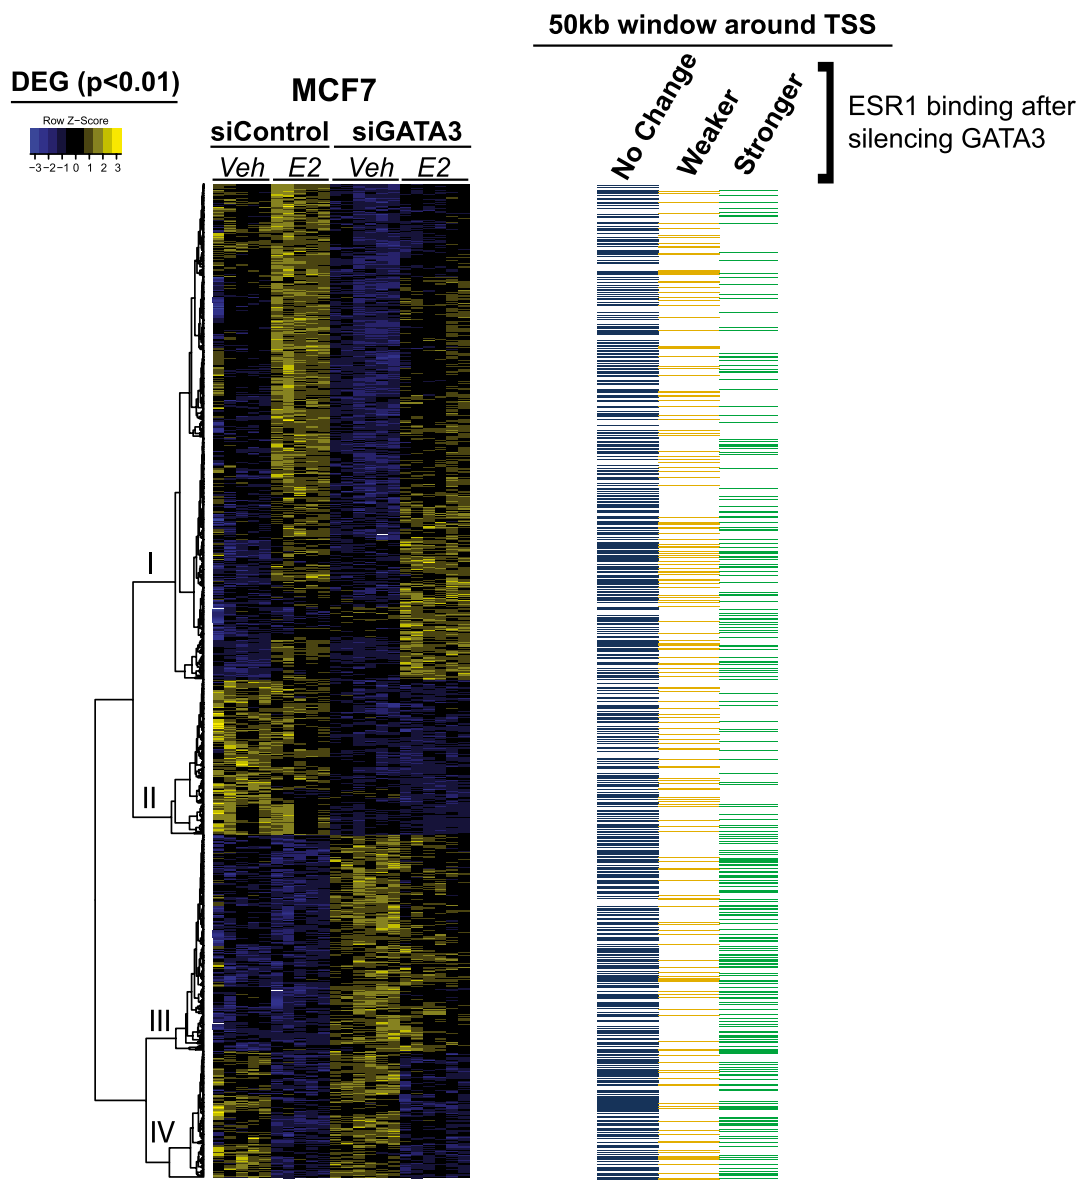 50kb window around TSS
DEG (p<0.01)
MCF7
Row Z−Score
−3 −2 −1 0 1 2 3
siControl siGATA3
Veh E2 Veh E2
No Change
Weaker
Stronger
ESR1 binding after
silencing GATA3
I
II
III
IV